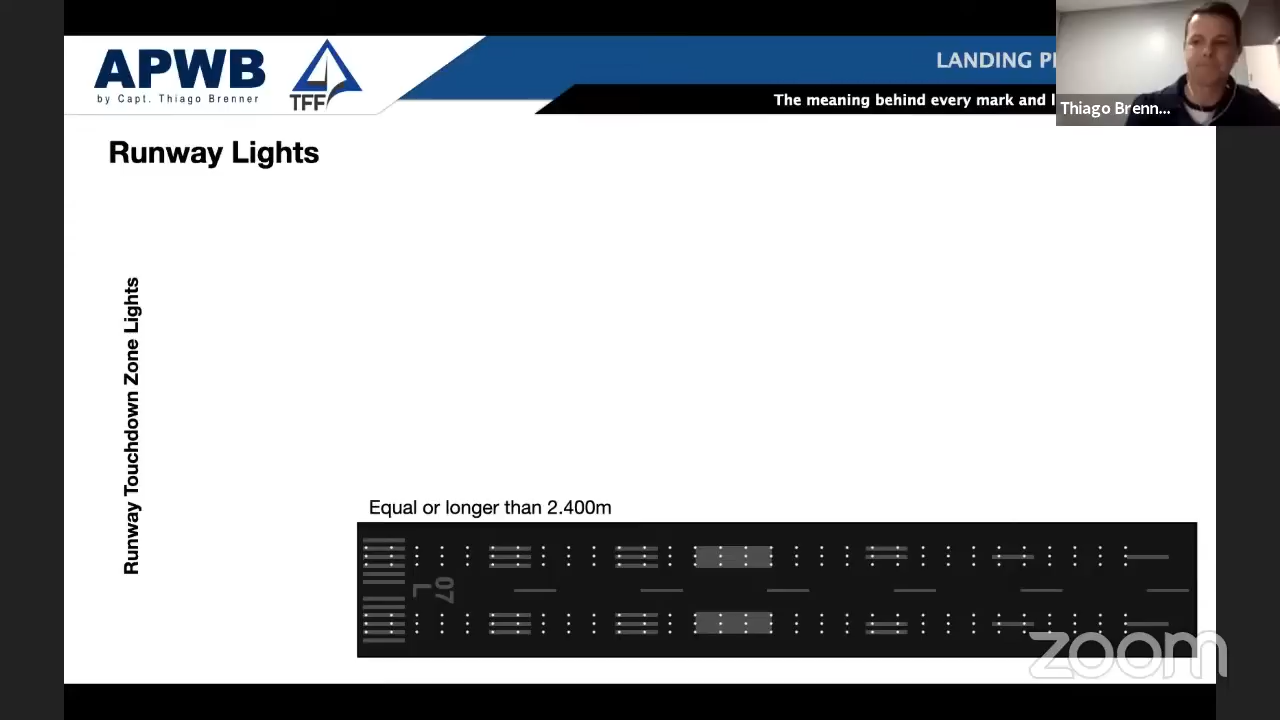 APWB
by Capt. Thiago Brenner
TFF
LANDING
The meaning behind every mark and
Thiago Brenn...
Runway Lights
Runway Touchdown Zone Lights
Equal or longer than 2.400m
07
L
zoom